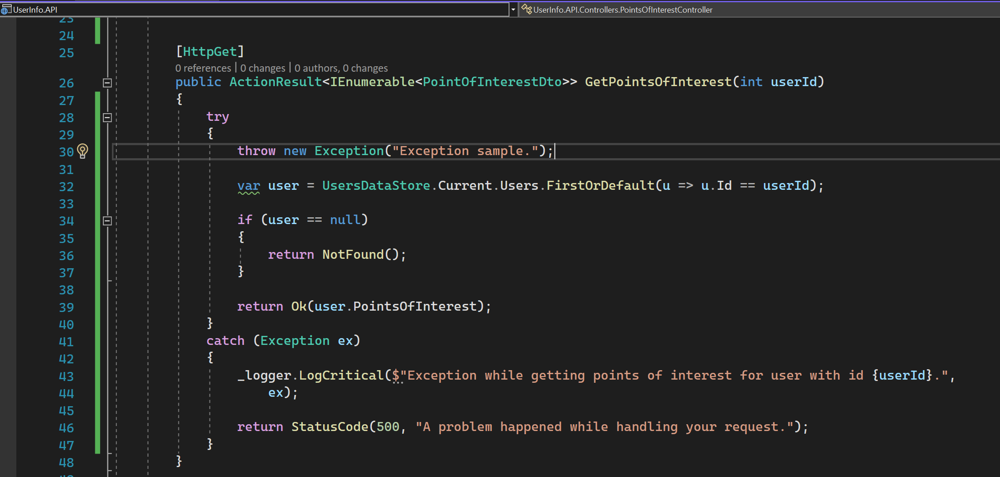 UserInfo.API
UserInfo.API.Controllers.PointsOfInterestController
23
24
25 [HttpGet]
0 references | 0 changes | 0 authors, 0 changes
26 public ActionResult<IEnumerable<PointOfInterestDto>> GetPointsOfInterest(int userId)
27 {
28 try
29 {
30 throw new Exception("Exception sample.");
31
32 var user = UsersDataStore.Current.Users.FirstOrDefault(u => u.Id == userId);
33
34 if (user == null)
35 {
36 return NotFound();
37 }
38
39 return Ok(user.PointsOfInterest);
40 }
41 catch (Exception ex)
42 {
43 _logger.LogCritical($"Exception while getting points of interest for user with id {userId}.",
44 ex);
45
46 return StatusCode(500, "A problem happened while handling your request.");
47 }
48 }